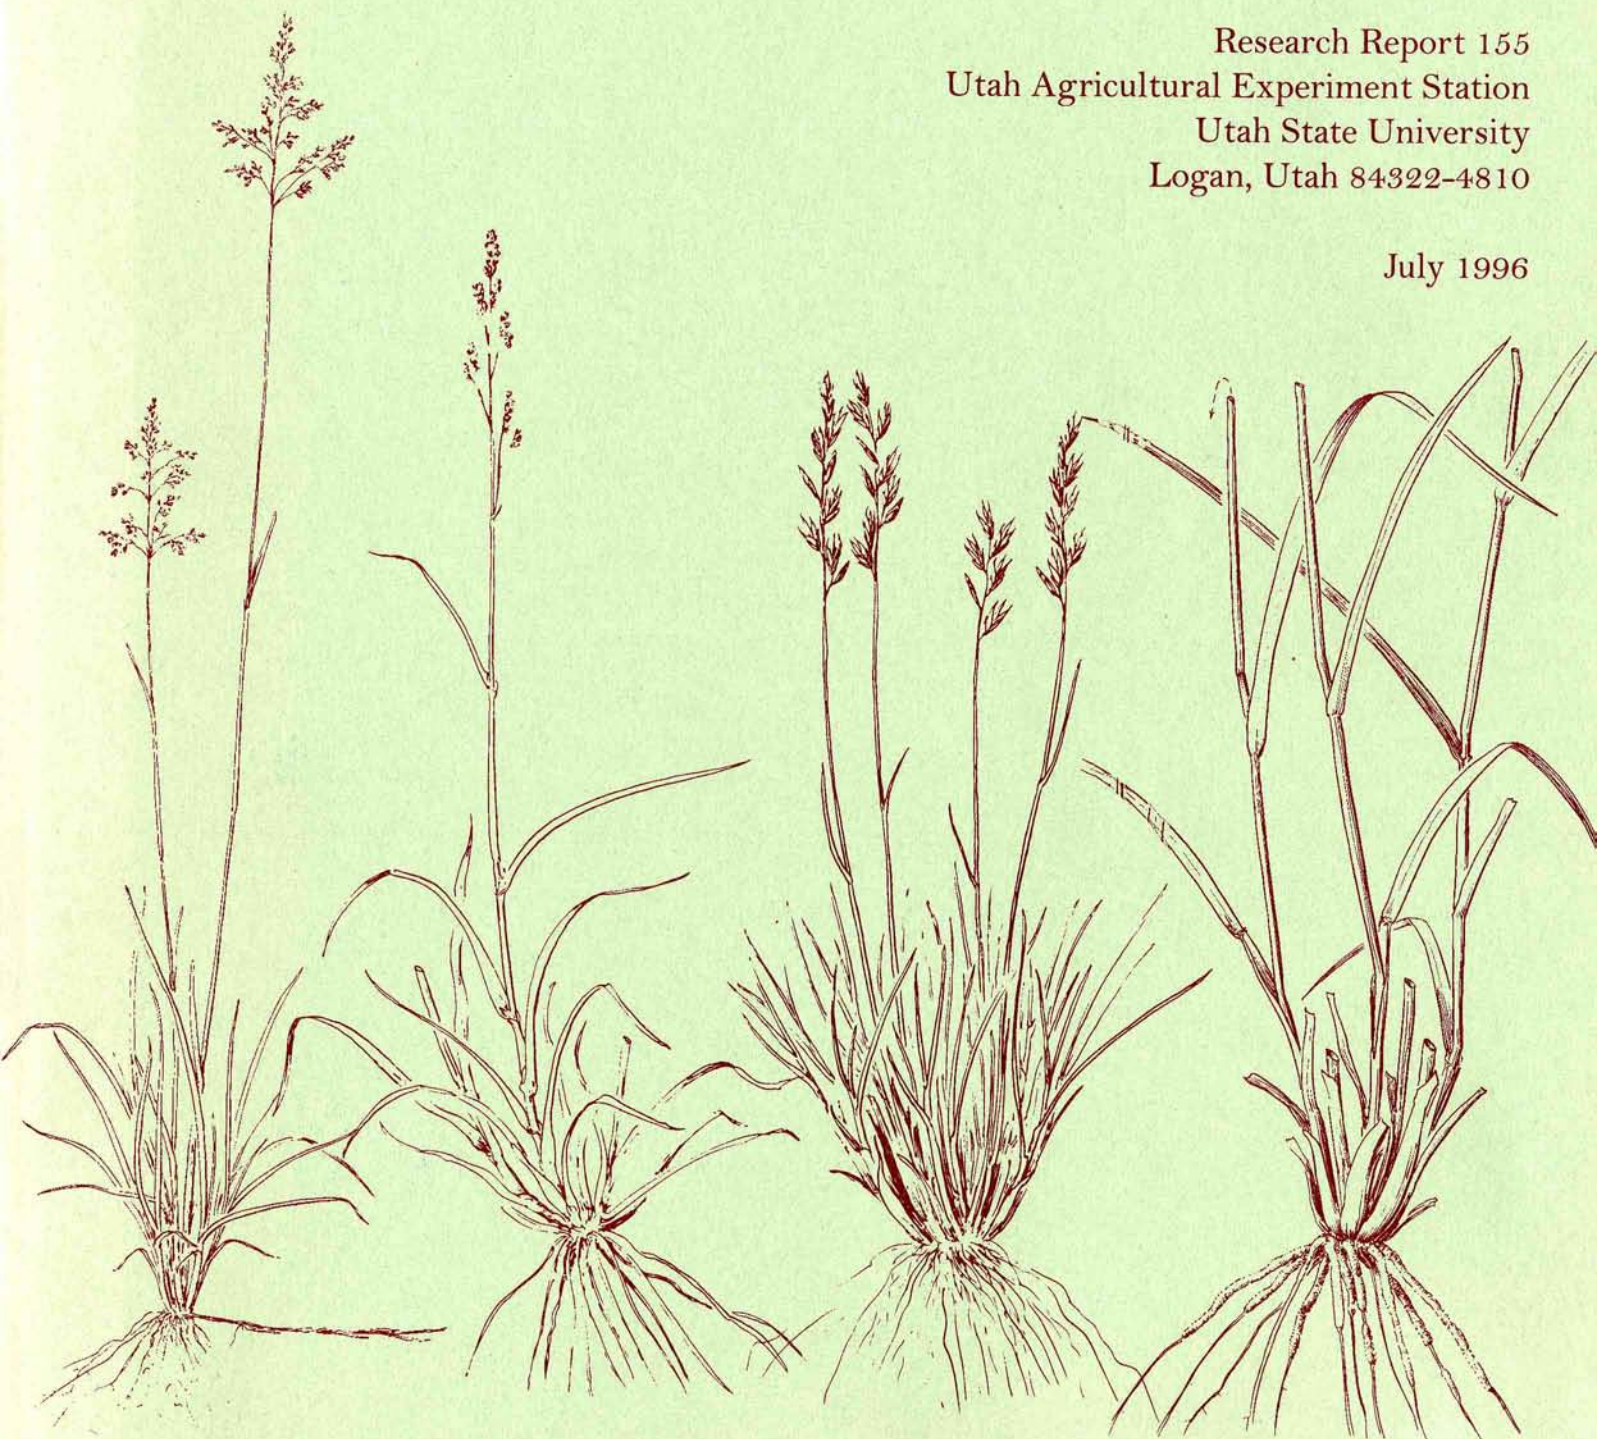 Research Report 155
Utah Agricultural Experiment Station
Utah State University
Logan, Utah 84322-4810
July 1996